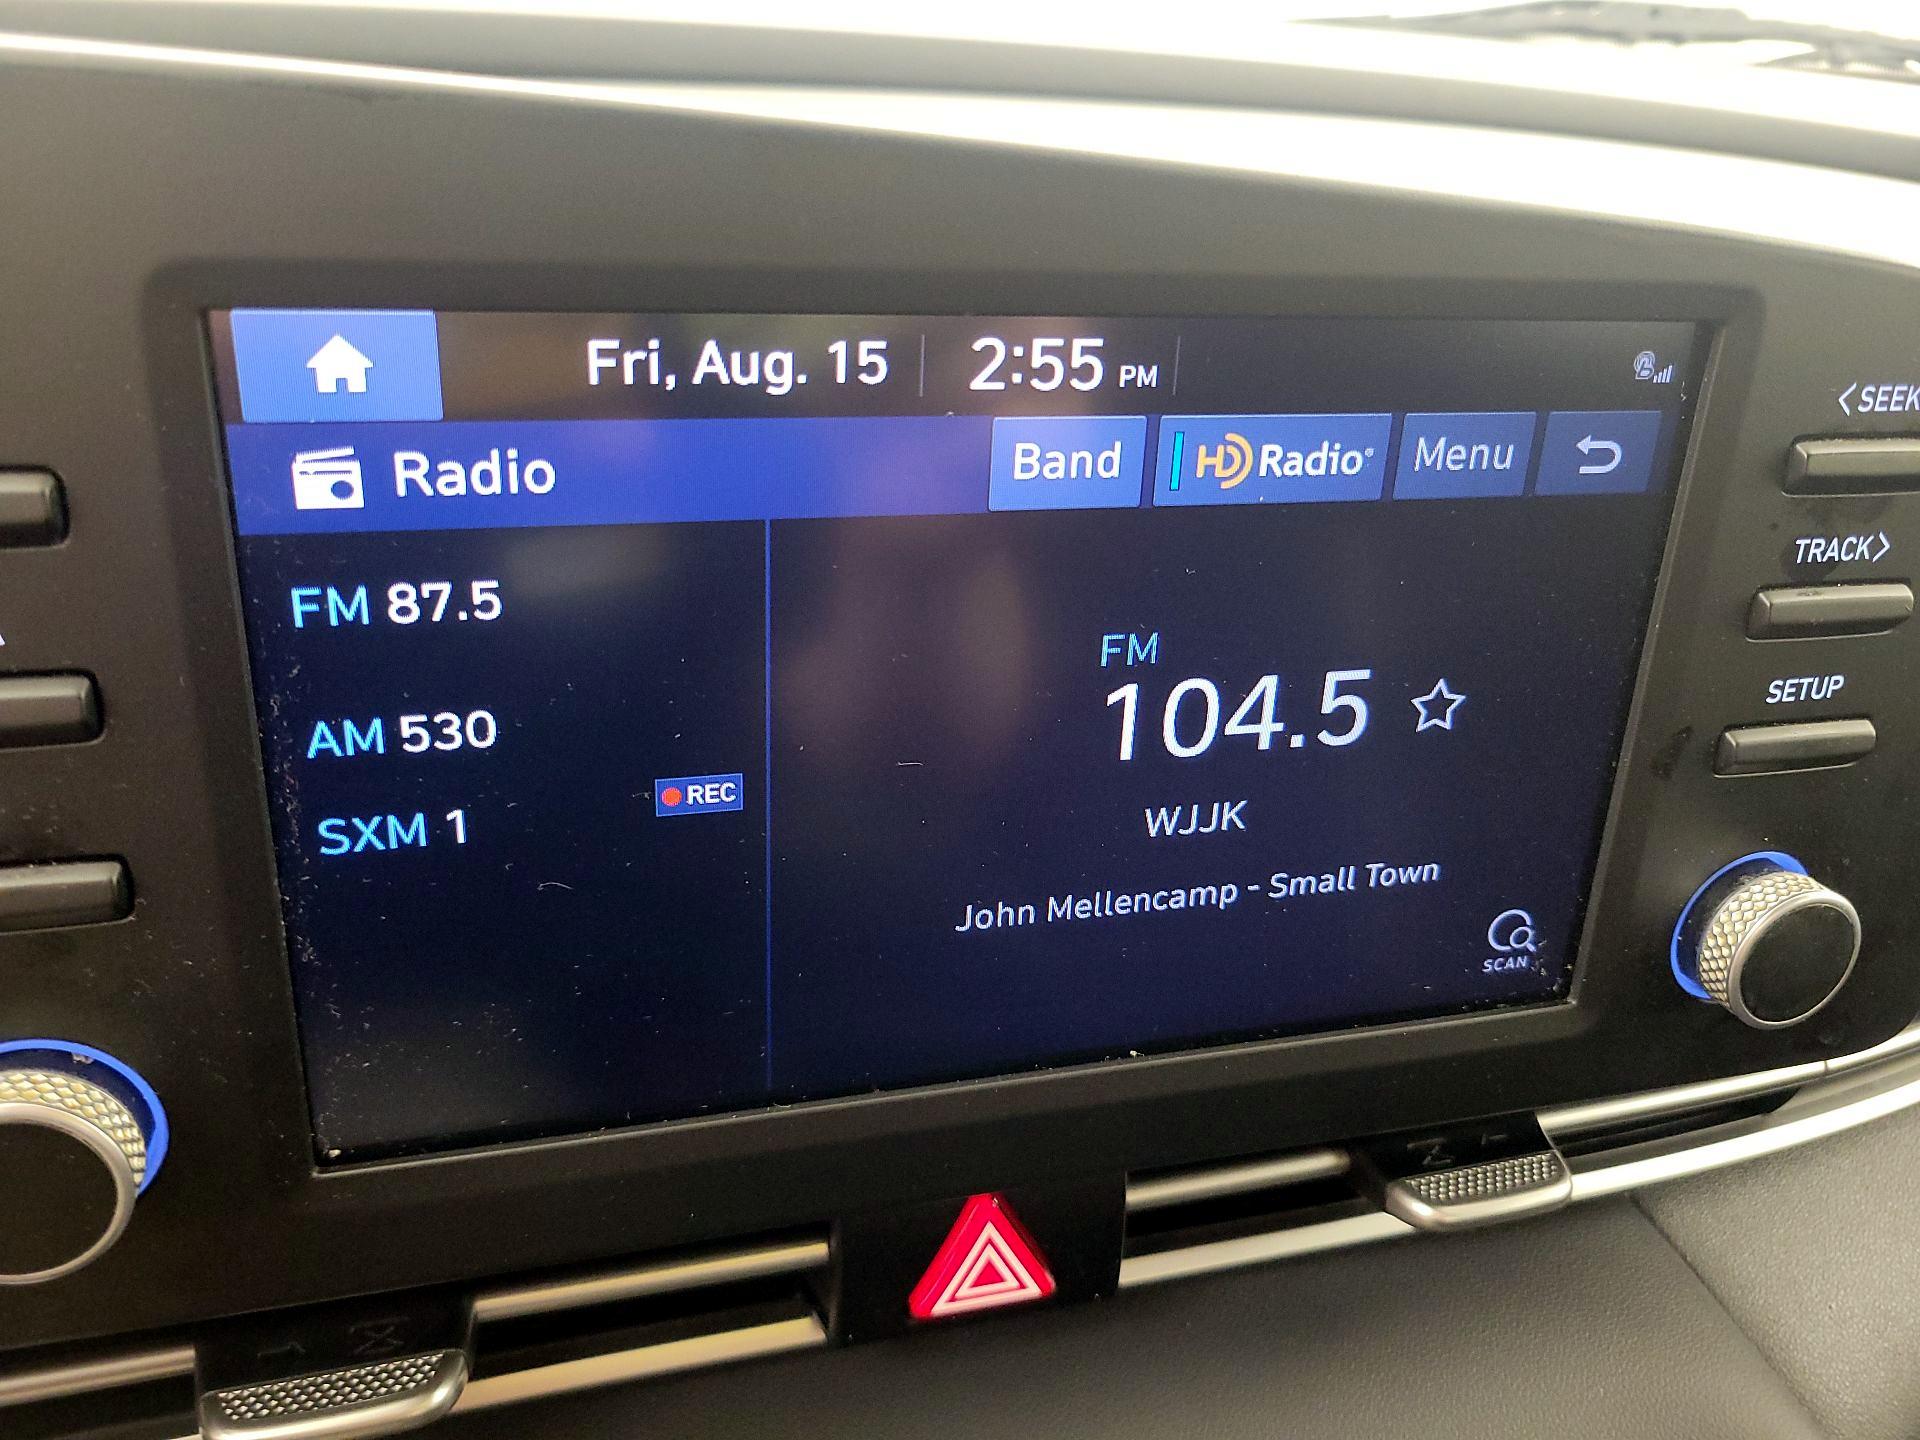 Fri, Aug. 15 2:55 PM
Radio Band HD Radio® Menu
FM 87.5
AM 530
REC
SXM 1
FM
104.5
WJJK
John Mellencamp - Small Town
SCAN
<SEEK
TRACK>
SETUP